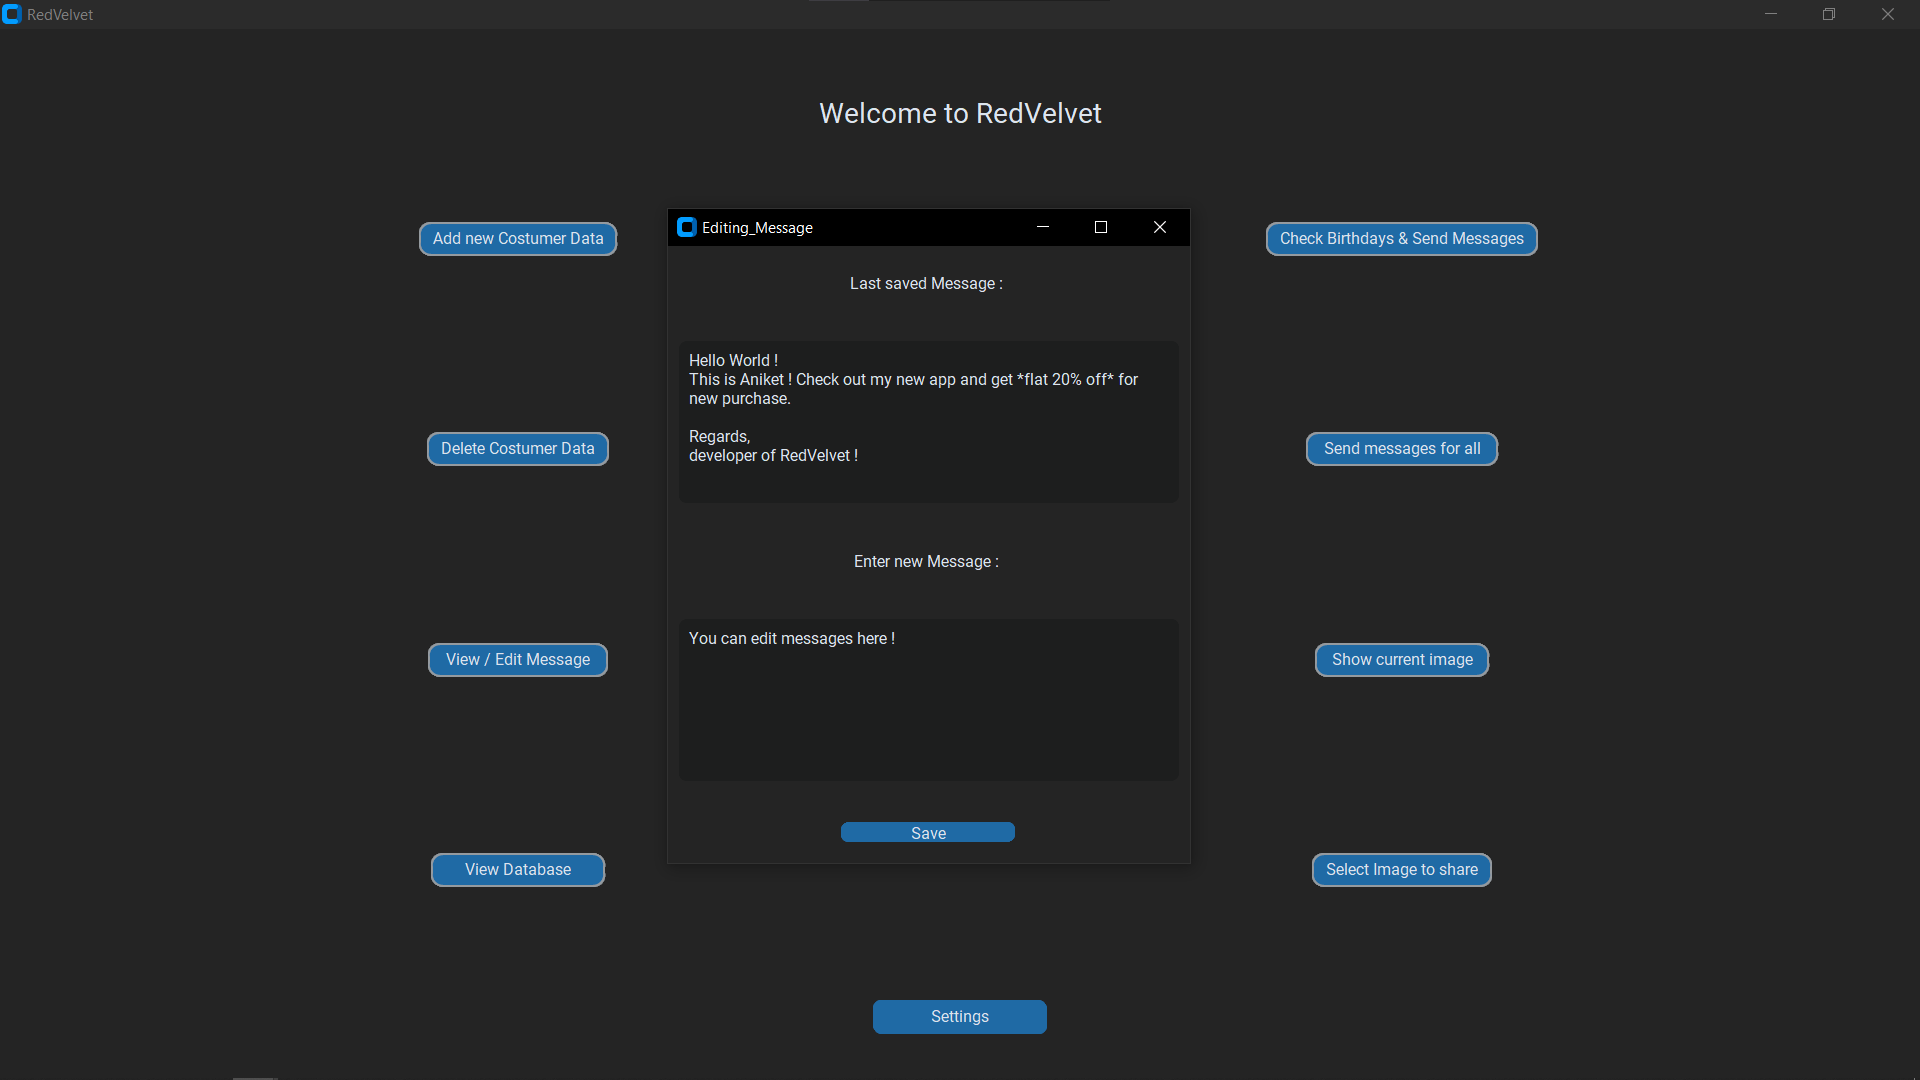 RedVelvet
Welcome to RedVelvet
Add new Costumer Data
Delete Costumer Data
View / Edit Message
View Database
Editing_Message
Last saved Message :
Hello World !
This is Aniket ! Check out my new app and get *flat 20% off* for
new purchase.
Regards,
developer of RedVelvet !
Enter new Message :
You can edit messages here !
Save
Check Birthdays & Send Messages
Send messages for all
Show current image
Select Image to share
Settings